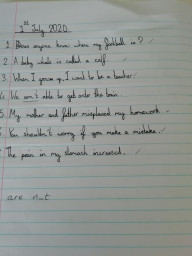 1st July 2020
1. Does anyone know where my football is?
2. A baby whale is called a calf.
3. When I grow up, I want to be a teacher.
4. We aren't able to get onto the train.
5. My mother and father misplaced my homework.
6. You shouldn't worry if you make a mistake.
7. The pain in my stomach increased.
are n_t